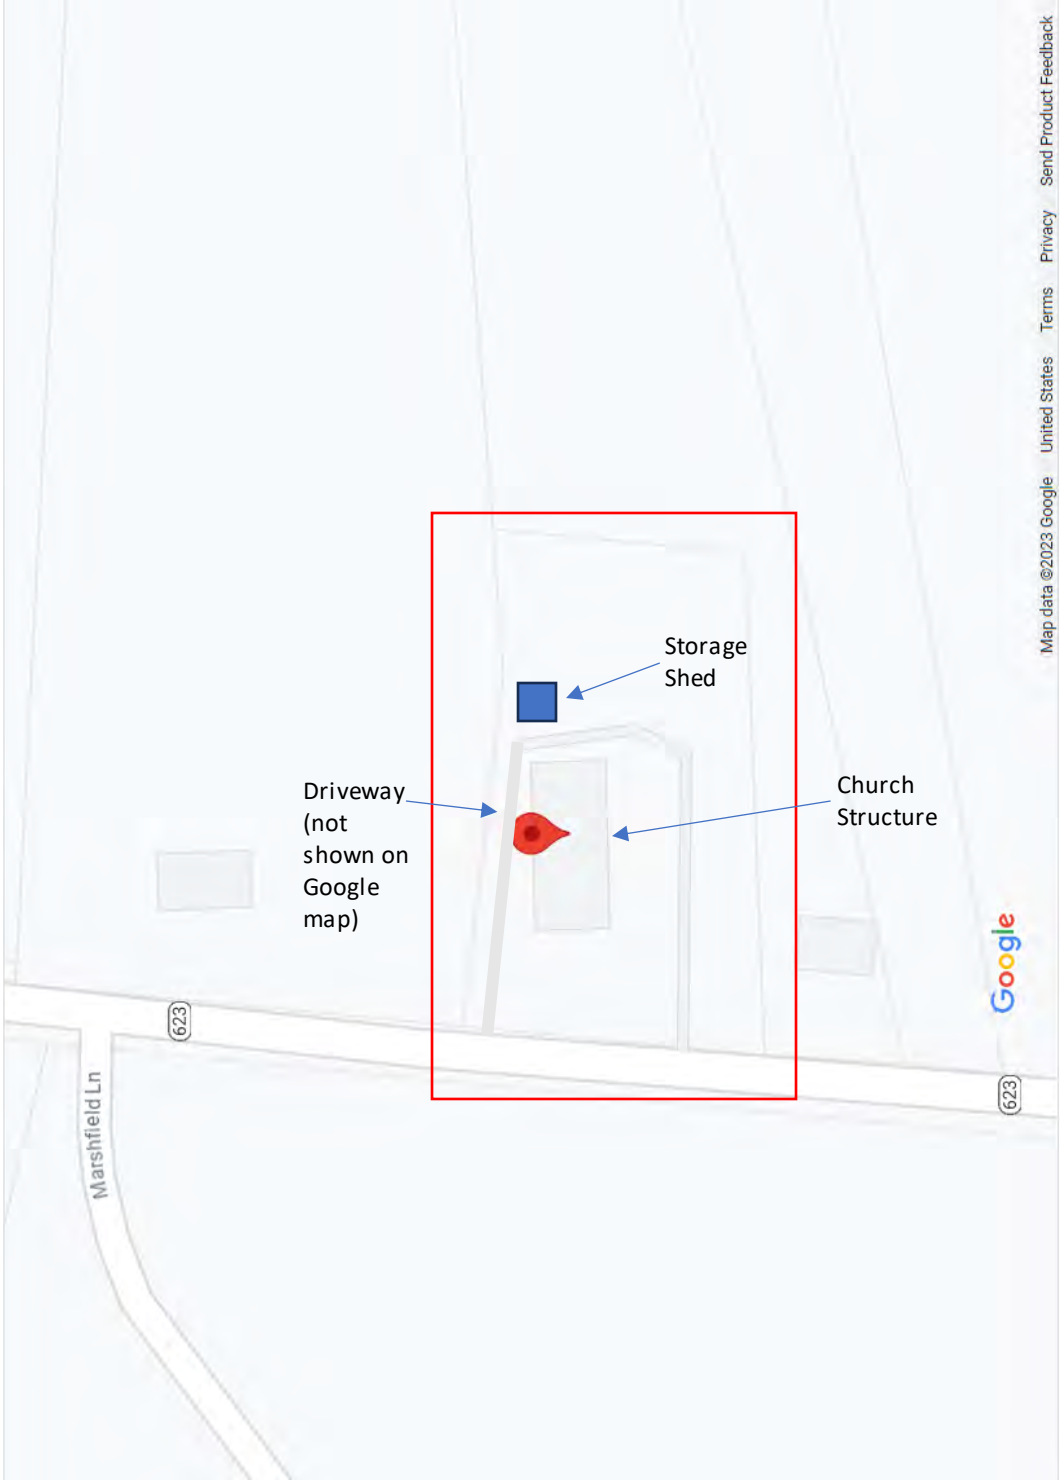 Storage
Shed
Driveway
(not
shown on
Google
map)
Church
Structure
623
Marshfield Ln
623
Google
Map data ©2023 Google United States Terms Privacy Send Product Feedback